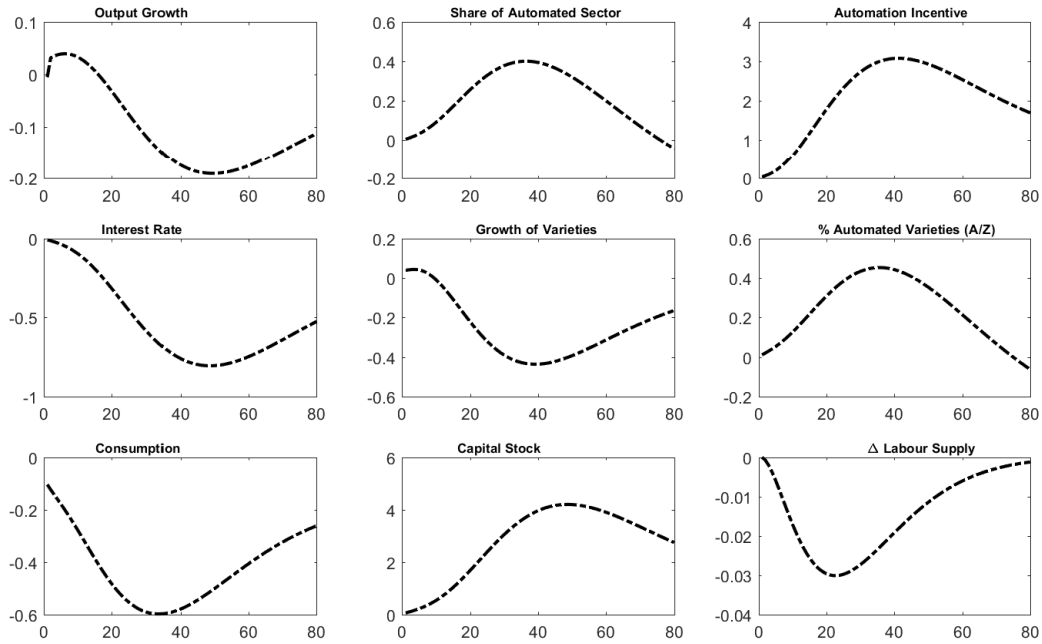 Output Growth
0.1
0
-0.1
-0.2
0 20 40 60 80
Share of Automated Sector
0.6
0.4
0.2
0
-0.2
0 20 40 60 80
Automation Incentive
4
3
2
1
0
0 20 40 60 80
Interest Rate
0
-0.5
-1
0 20 40 60 80
Growth of Varieties
0.2
0
-0.2
-0.4
-0.6
0 20 40 60 80
% Automated Varieties (A/Z)
0.6
0.4
0.2
0
-0.2
0 20 40 60 80
Consumption
0
-0.2
-0.4
-0.6
0 20 40 60 80
Capital Stock
6
4
2
0
0 20 40 60 80
Δ Labour Supply
0
-0.01
-0.02
-0.03
-0.04
0 20 40 60 80